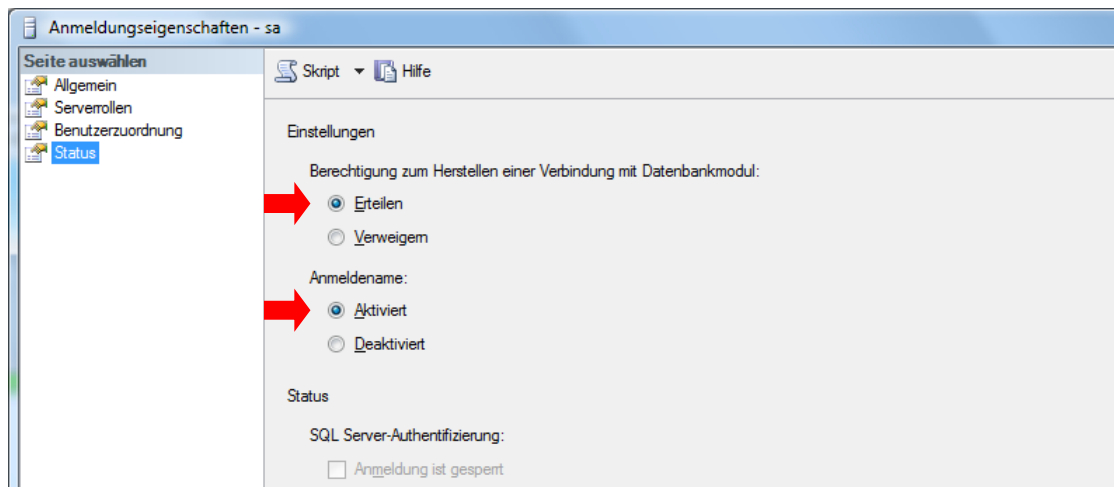 Anmeldungseigenschaften - sa
Seite auswählen
Allgemein
Serverrollen
Benutzerzuordnung
Status
Skript Hilfe
Einstellungen
Berechtigung zum Herstellen einer Verbindung mit Datenbankmodul:
Erteilen
Verweigern
Anmeldename:
Aktiviert
Deaktiviert
Status
SQL Server-Authentifizierung:
Anmeldung ist gesperrt